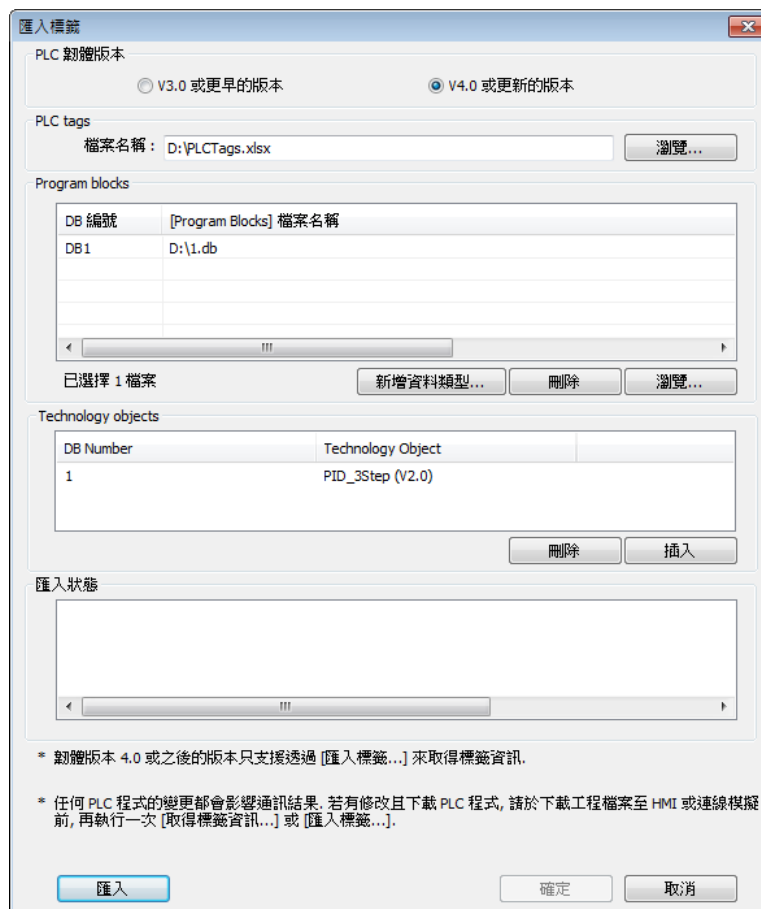 匯入標籤
PLC 韌體版本
V3.0 或更早的版本
V4.0 或更新的版本
PLC tags
檔案名稱 : D:\PLCTags.xlsx 瀏覽...
Program blocks
DB 編號 [Program Blocks] 檔案名稱
DB1 D:\1.db
已選擇 1 檔案 新增資料類型... 刪除 瀏覽...
Technology objects
DB Number Technology Object
1 PID_3Step (V2.0)
刪除 插入
匯入狀態
* 韌體版本 4.0 或之後的版本只支援透過 [匯入標籤...] 來取得標籤資訊.
* 任何 PLC 程式的變更都會影響通訊結果. 若有修改且下載 PLC 程式, 請於下載工程檔案至 HMI 或連線模擬
前, 再執行一次 [取得標籤資訊...] 或 [匯入標籤...].
匯入 確定 取消